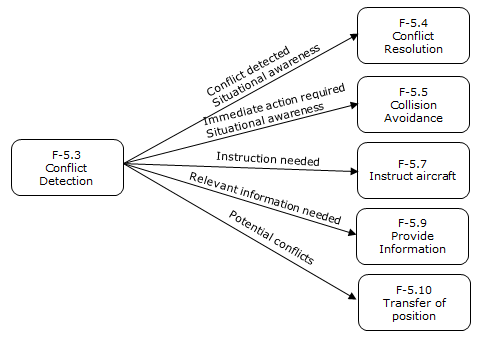 F-5.3
Conflict
Detection
Conflict detected
Situational awareness
Immediate action required
Situational awareness
Instruction needed
Relevant information needed
Potential conflicts
F-5.4
Conflict
Resolution
F-5.5
Collision
Avoidance
F-5.7
Instruct aircraft
F-5.9
Provide
Information
F-5.10
Transfer of
position